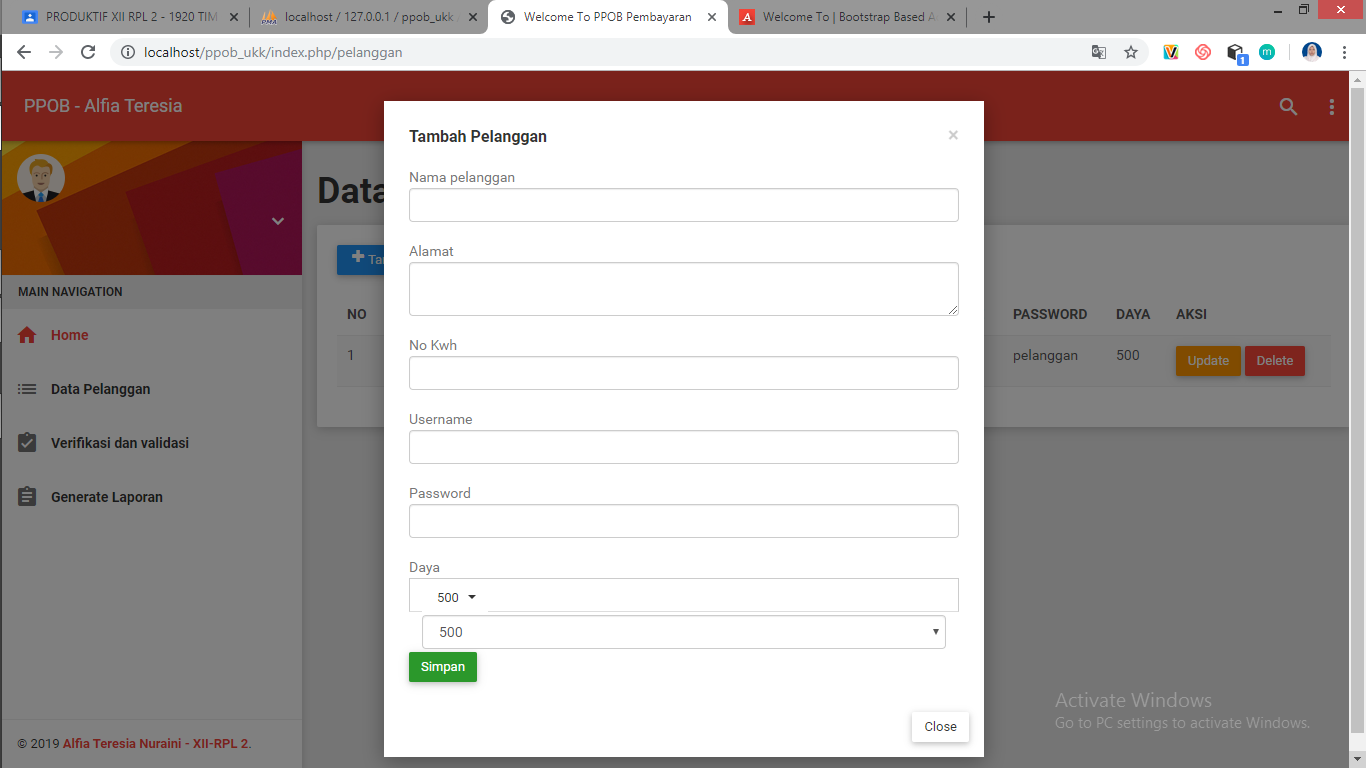 PRODUKTIF XII RPL 2 - 1920 TIM
localhost / 127.0.0.1 / ppob_ukk
Welcome To PPOB Pembayaran
Welcome To | Bootstrap Based A
localhost/ppob_ukk/index.php/pelanggan
1
m
PPOB - Alfia Teresia
MAIN NAVIGATION
Home
Data Pelanggan
Verifikasi dan validasi
Generate Laporan
© 2019 Alfia Teresia Nuraini - XII-RPL 2.
Data
Ta
NO
PASSWORD DAYA AKSI
1
pelanggan 500 Update Delete
Tambah Pelanggan ×
Nama pelanggan
Alamat
No Kwh
Username
Password
Daya
500
500
Simpan
Close
Activate Windows
Go to PC settings to activate Windows.